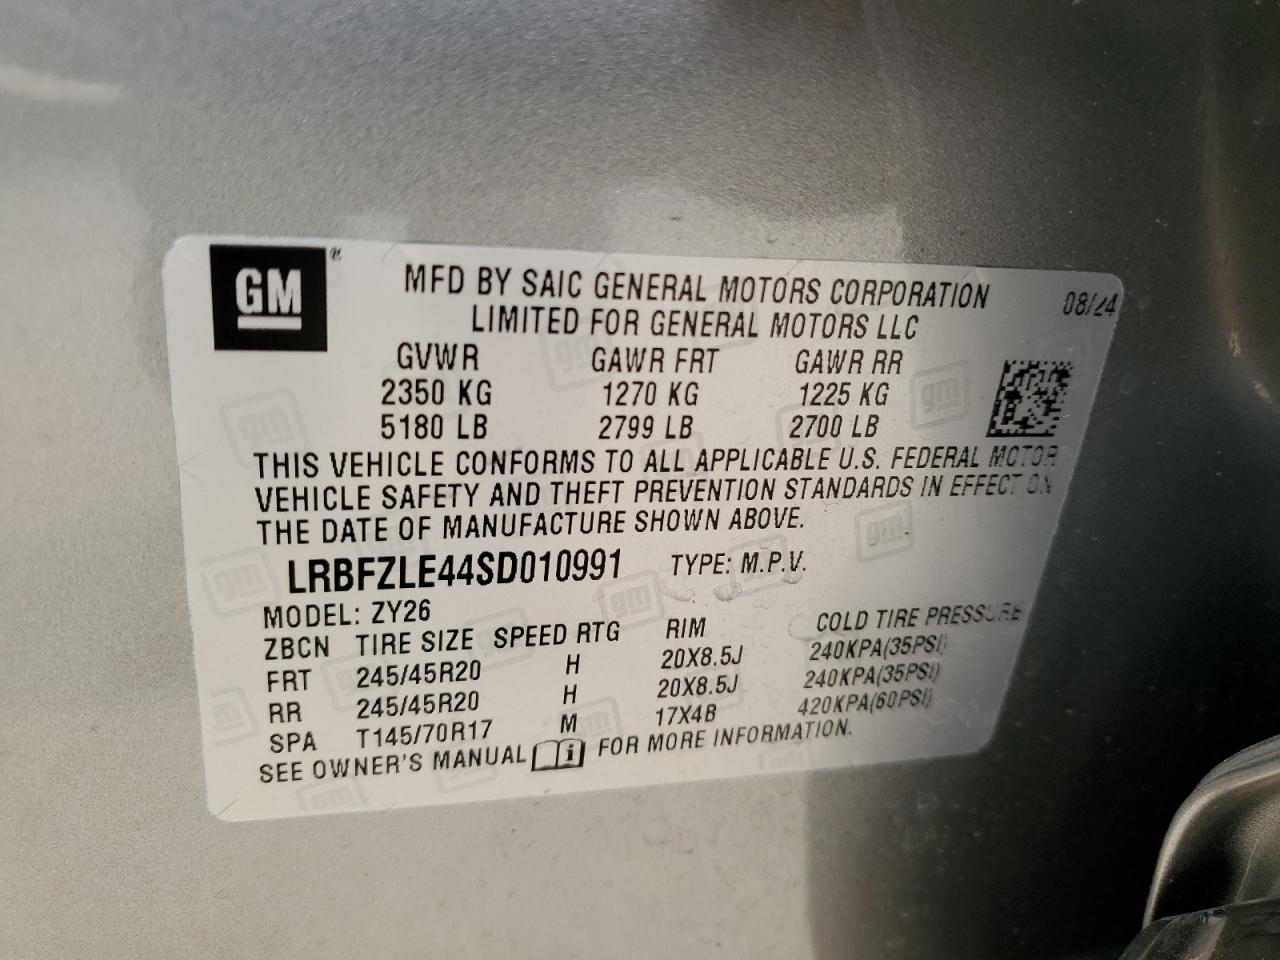 GM ® MFD BY SAIC GENERAL MOTORS CORPORATION 08/24
LIMITED FOR GENERAL MOTORS LLC
GVWR GAWR FRT GAWR RR
2350 KG 1270 KG 1225 KG
5180 LB 2799 LB 2700 LB
THIS VEHICLE CONFORMS TO ALL APPLICABLE U.S. FEDERAL MOTOR
VEHICLE SAFETY AND THEFT PREVENTION STANDARDS IN EFFECT ON
THE DATE OF MANUFACTURE SHOWN ABOVE.
LRBFZLE44SD010991 TYPE: M.P.V.
MODEL: ZY26
ZBCN TIRE SIZE SPEED RTG RIM COLD TIRE PRESSURE
FRT 245/45R20 H 20X8.5J 240KPA(35PSI)
RR 245/45R20 H 20X8.5J 240KPA(35PSI)
SPA T145/70R17 M 17X4B 420KPA(60PSI)
SEE OWNER'S MANUAL FOR MORE INFORMATION.